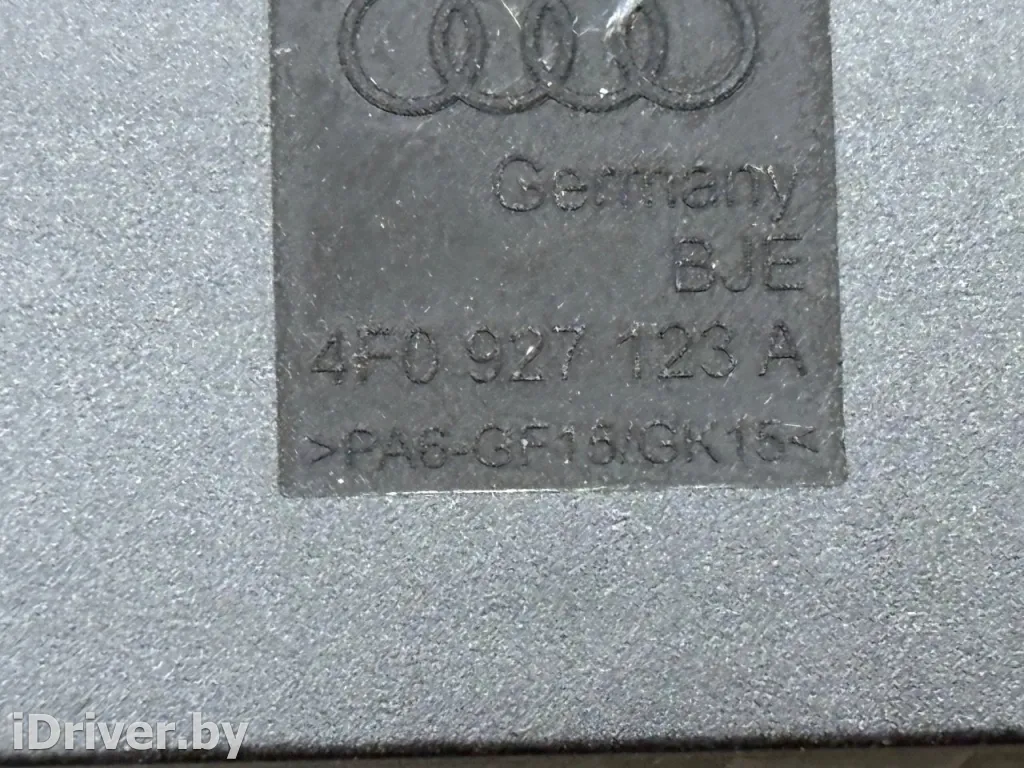 Germany
BJE
4F0 927 123 A
>PA6-GF15/GK15<
iDriver.by